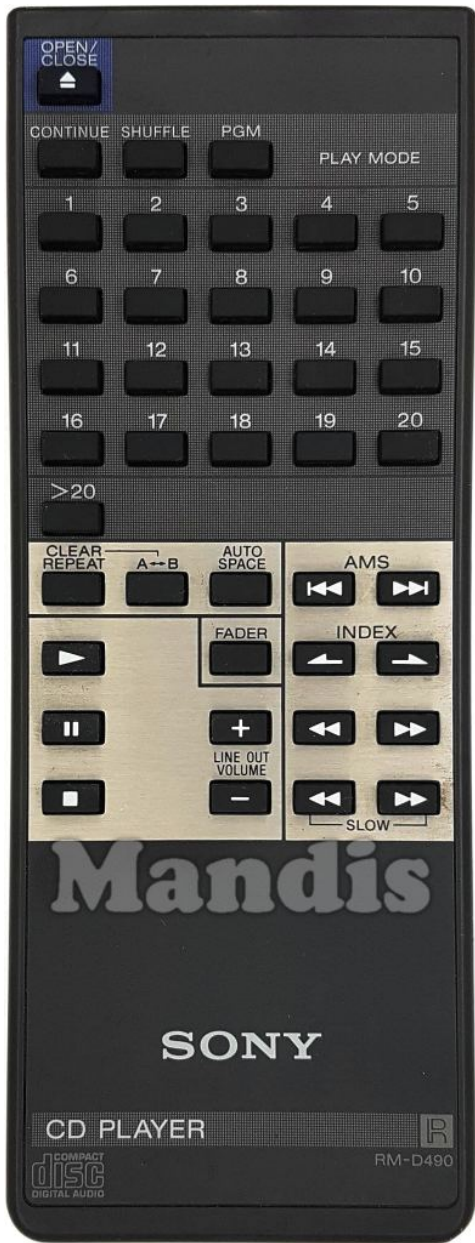 OPEN/
CLOSE
CONTINUE SHUFFLE PGM
PLAY MODE
1 2 3 4 5
6 7 8 9 10
11 12 13 14 15
16 17 18 19 20
>20
CLEAR AUTO AMS
REPEAT A↔B SPACE
FADER INDEX
+
LINE OUT
VOLUME
−
SLOW
Mandis
SONY
CD PLAYER R
RM-D490
COMPACT
disc
DIGITAL AUDIO